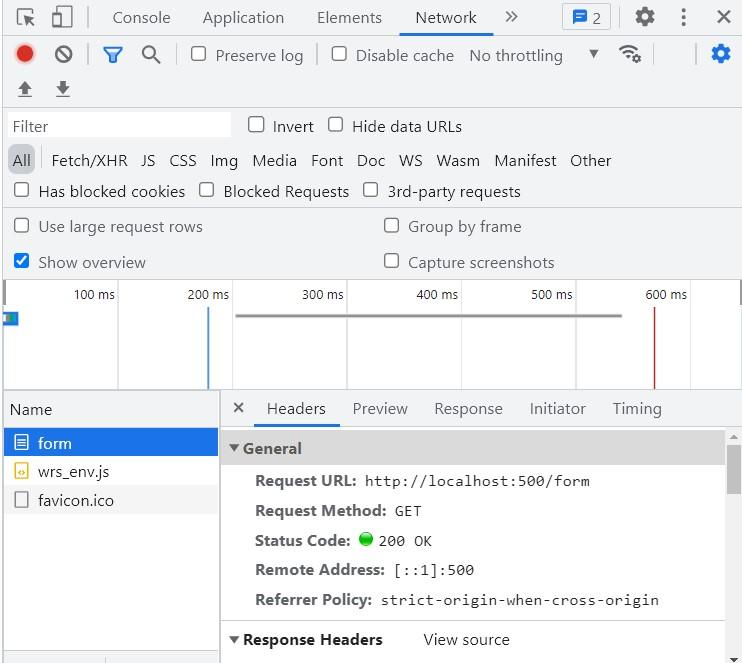 Console Application Elements Network 2
Preserve log Disable cache No throttling
Filter Invert Hide data URLs
All Fetch/XHR JS CSS Img Media Font Doc WS Wasm Manifest Other
Has blocked cookies Blocked Requests 3rd-party requests
Use large request rows Group by frame
Show overview Capture screenshots
100 ms 200 ms 300 ms 400 ms 500 ms 600 ms
Name Headers Preview Response Initiator Timing
form
wrs_env.js
favicon.ico
General
Request URL: http://localhost:500/form
Request Method: GET
Status Code: 200 OK
Remote Address: [::1]:500
Referrer Policy: strict-origin-when-cross-origin
Response Headers View source